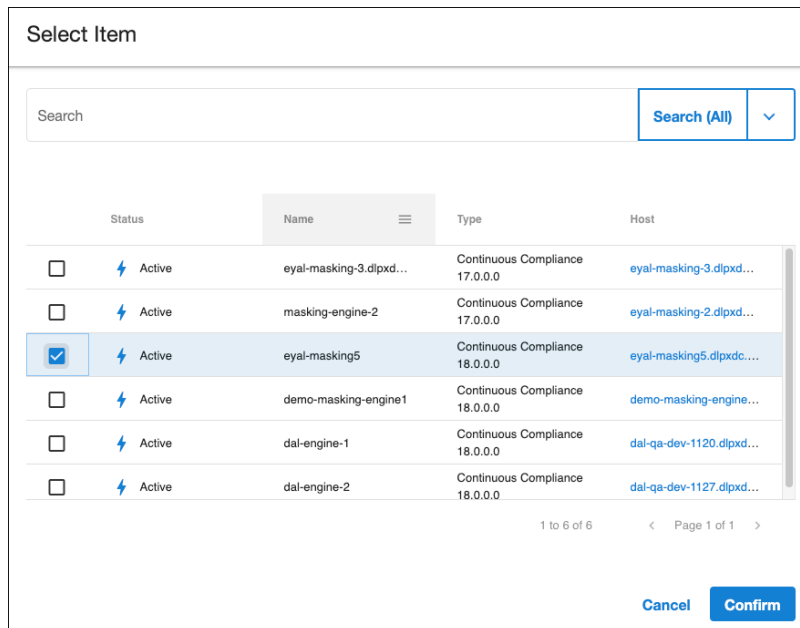 Select Item
Search
Search (All)
Status Name Type Host
Active eyal-masking-3.dlpxd... Continuous Compliance 17.0.0.0 eyal-masking-3.dlpxd...
Active masking-engine-2 Continuous Compliance 17.0.0.0 eyal-masking-2.dlpxd...
Active eyal-masking5 Continuous Compliance 18.0.0.0 eyal-masking5.dlpxdc....
Active demo-masking-engine1 Continuous Compliance 18.0.0.0 demo-masking-engine...
Active dal-engine-1 Continuous Compliance 18.0.0.0 dal-qa-dev-1120.dlpxd...
Active dal-engine-2 Continuous Compliance 18.0.0.0 dal-qa-dev-1127.dlpxd...
1 to 6 of 6 Page 1 of 1
Cancel Confirm